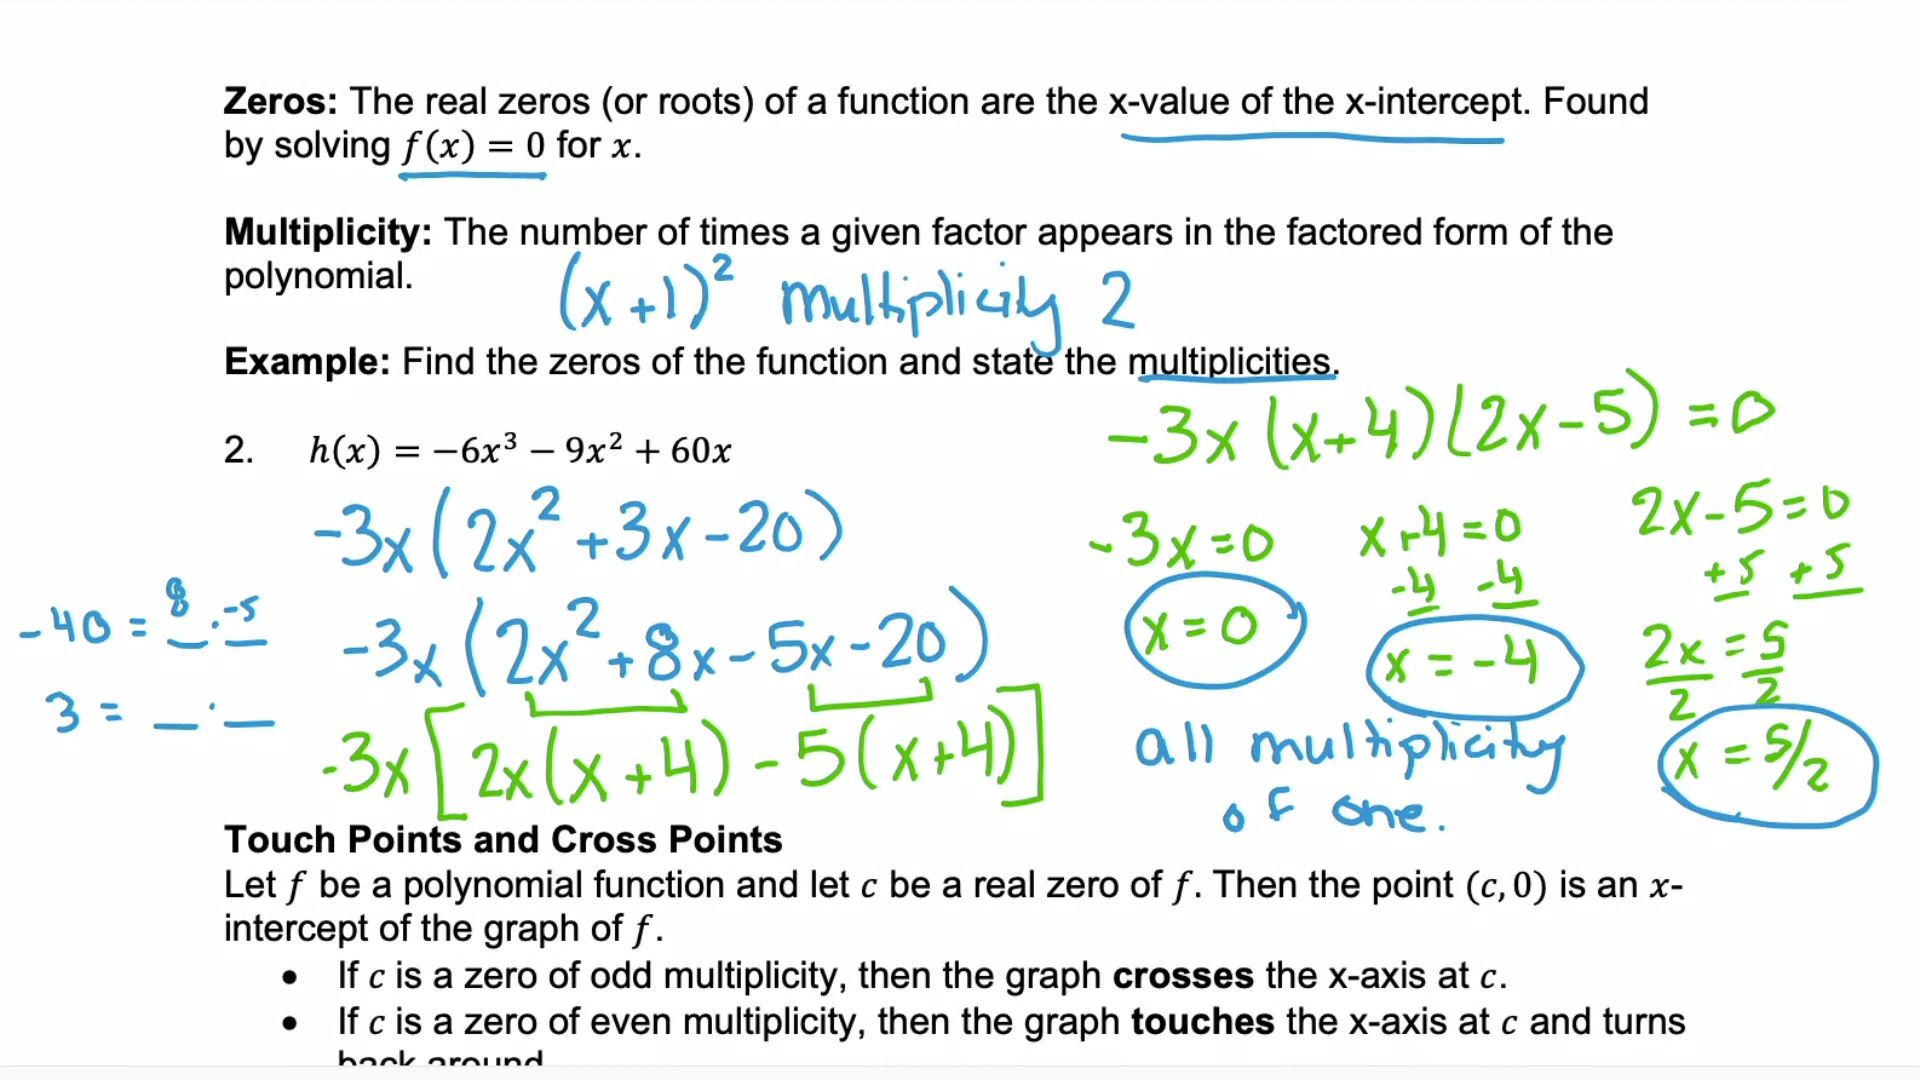 Zeros: The real zeros (or roots) of a function are the x-value of the x-intercept. Found
by solving f(x) = 0 for x.
Multiplicity: The number of times a given factor appears in the factored form of the
polynomial.
(x+1)² multiplicity 2
Example: Find the zeros of the function and state the multiplicities.
2. h(x) = −6x³ − 9x² + 60x
-3x(2x²+3x-20)
-40 = 8 · -5
3 = _ · _
-3x(2x²+8x-5x-20)
-3x[2x(x+4)-5(x+4)]
-3x(x+4)(2x-5)=0
-3x=0
x=0
x+4=0
-4 -4
x=-4
2x-5=0
+5 +5
2x = 5
2 2
x = 5/2
all multiplicity
of one.
Touch Points and Cross Points
Let f be a polynomial function and let c be a real zero of f. Then the point (c, 0) is an x-
intercept of the graph of f.
• If c is a zero of odd multiplicity, then the graph crosses the x-axis at c.
• If c is a zero of even multiplicity, then the graph touches the x-axis at c and turns
back around